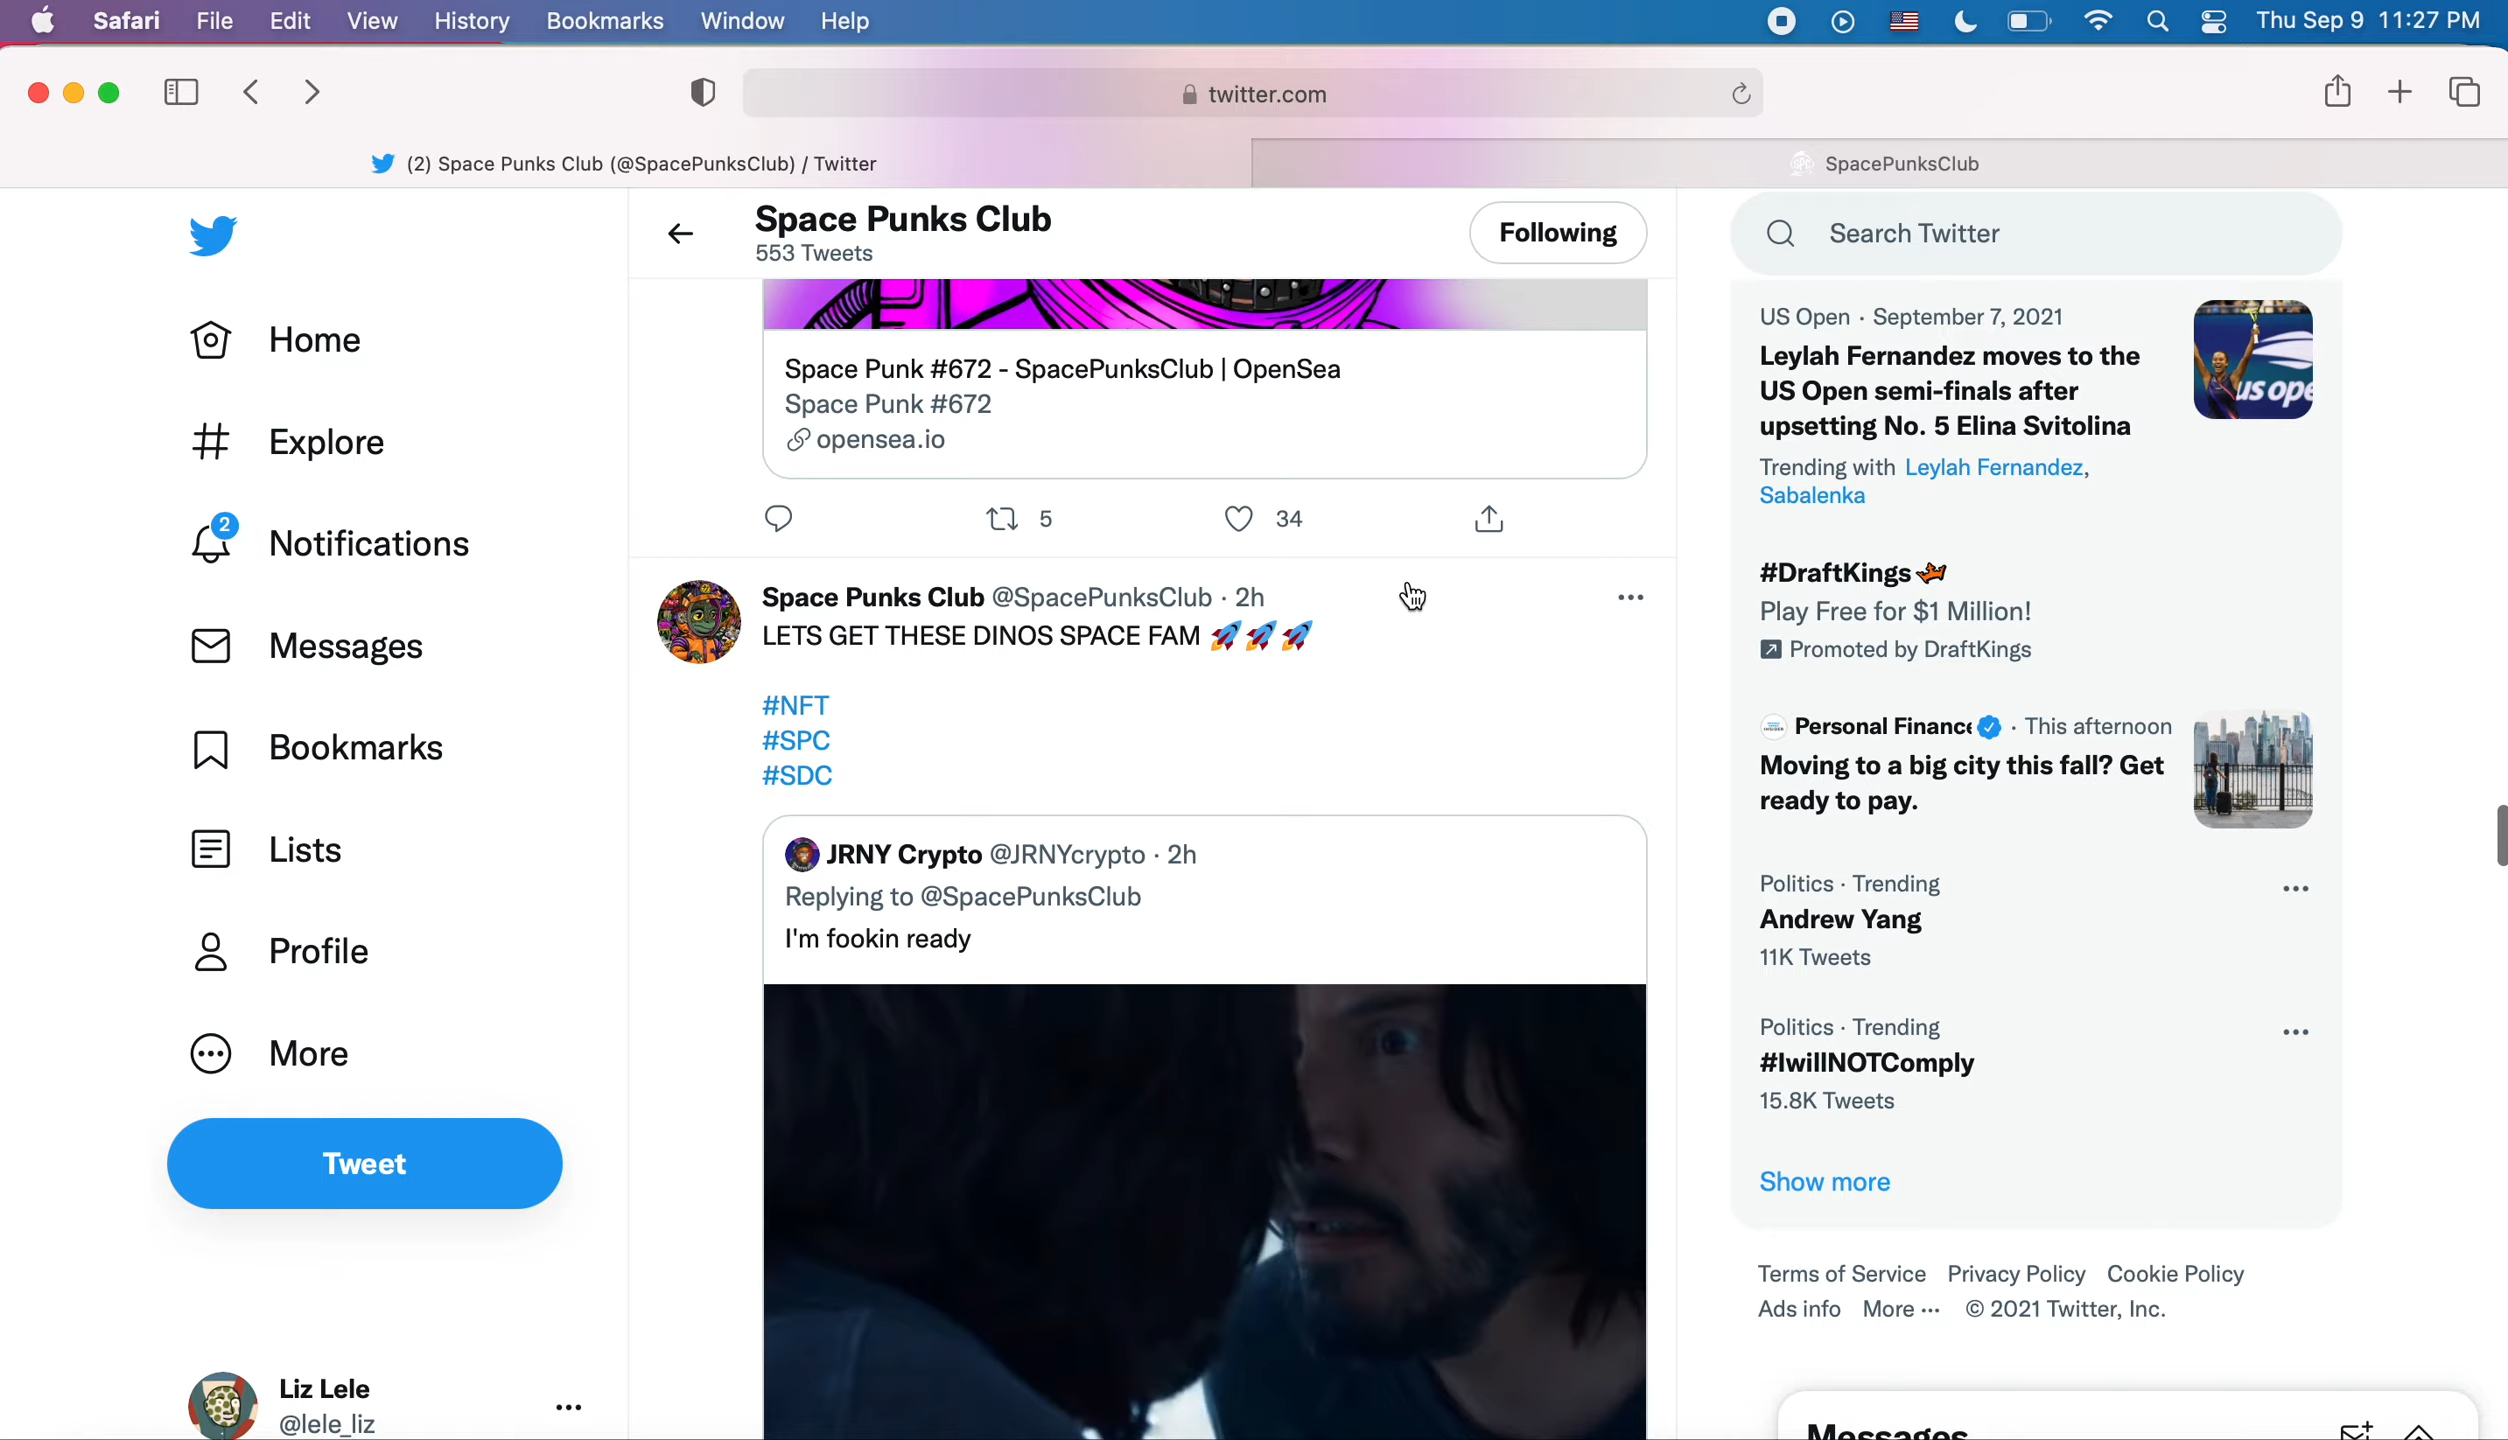 Safari File Edit View History Bookmarks Window Help Thu Sep 9 11:27 PM
twitter.com
(2) Space Punks Club (@SpacePunksClub) / Twitter
SPC SpacePunksClub
Space Punks Club
553 Tweets
Following
Search Twitter
Home
Explore
2
Notifications
Messages
Bookmarks
Lists
Profile
More
Tweet
Liz Lele
@lele_liz
Space Punk #672 - SpacePunksClub | OpenSea
Space Punk #672
opensea.io
5 34
Space Punks Club @SpacePunksClub · 2h
LETS GET THESE DINOS SPACE FAM 🚀🚀🚀
#NFT
#SPC
#SDC
JRNY Crypto @JRNYcrypto · 2h
Replying to @SpacePunksClub
I'm fookin ready
US Open · September 7, 2021
Leylah Fernandez moves to the
US Open semi-finals after
upsetting No. 5 Elina Svitolina
us ope
Trending with Leylah Fernandez,
Sabalenka
#DraftKings
Play Free for $1 Million!
Promoted by DraftKings
Personal Finance · This afternoon
Moving to a big city this fall? Get
ready to pay.
Politics · Trending
Andrew Yang
11K Tweets
Politics · Trending
#IwillNOTComply
15.8K Tweets
Show more
Terms of Service Privacy Policy Cookie Policy
Ads info More ··· © 2021 Twitter, Inc.
Messages